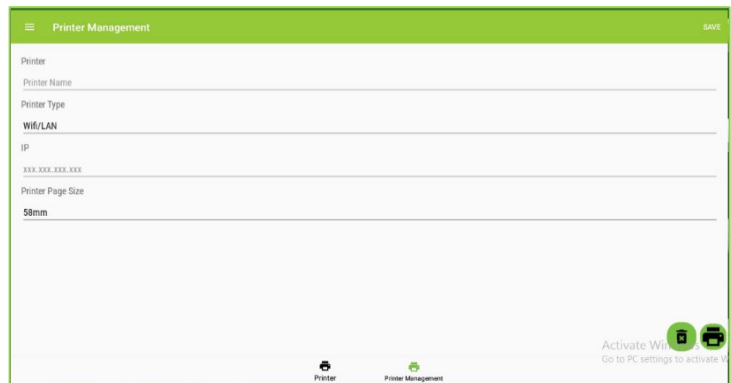 Printer Management
SAVE
Printer
Printer Name
Printer Type
Wifi/LAN
IP
xxx.xxx.xxx.xxx
Printer Page Size
58mm
Activate
Go to PC settings to activate
Printer
Printer Management